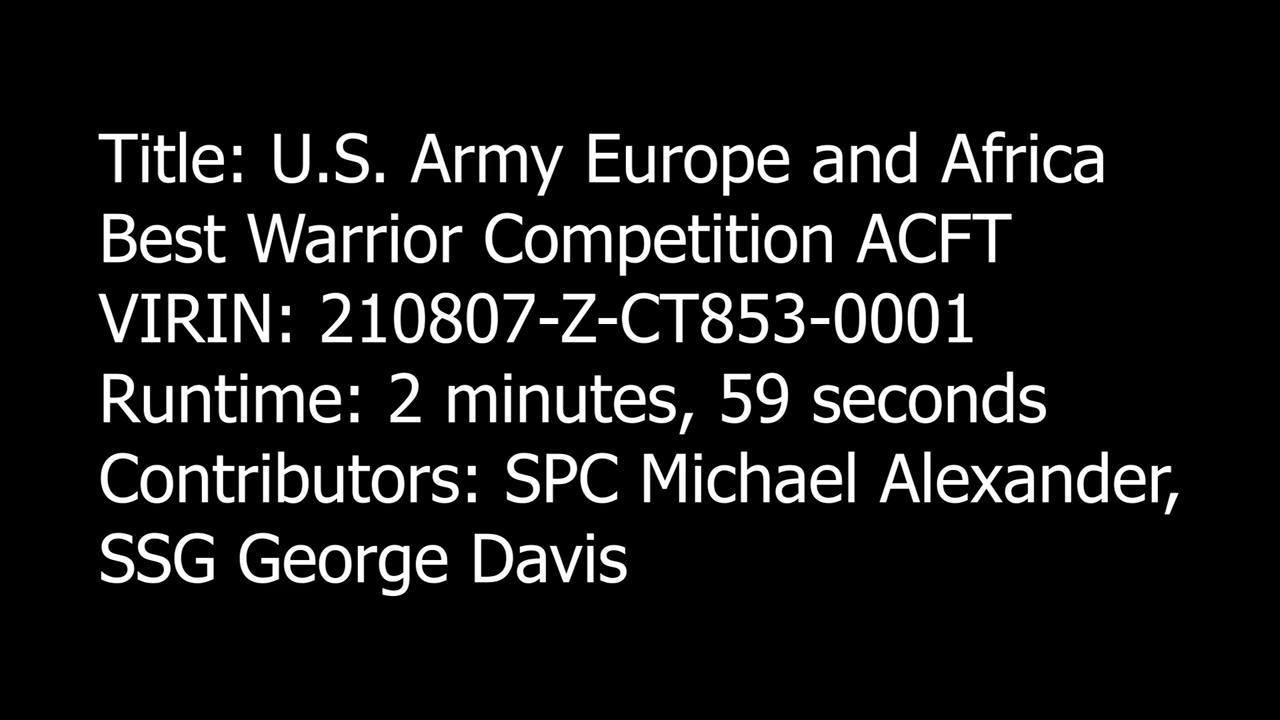 Title: U.S. Army Europe and Africa
Best Warrior Competition ACFT
VIRIN: 210807-Z-CT853-0001
Runtime: 2 minutes, 59 seconds
Contributors: SPC Michael Alexander,
SSG George Davis